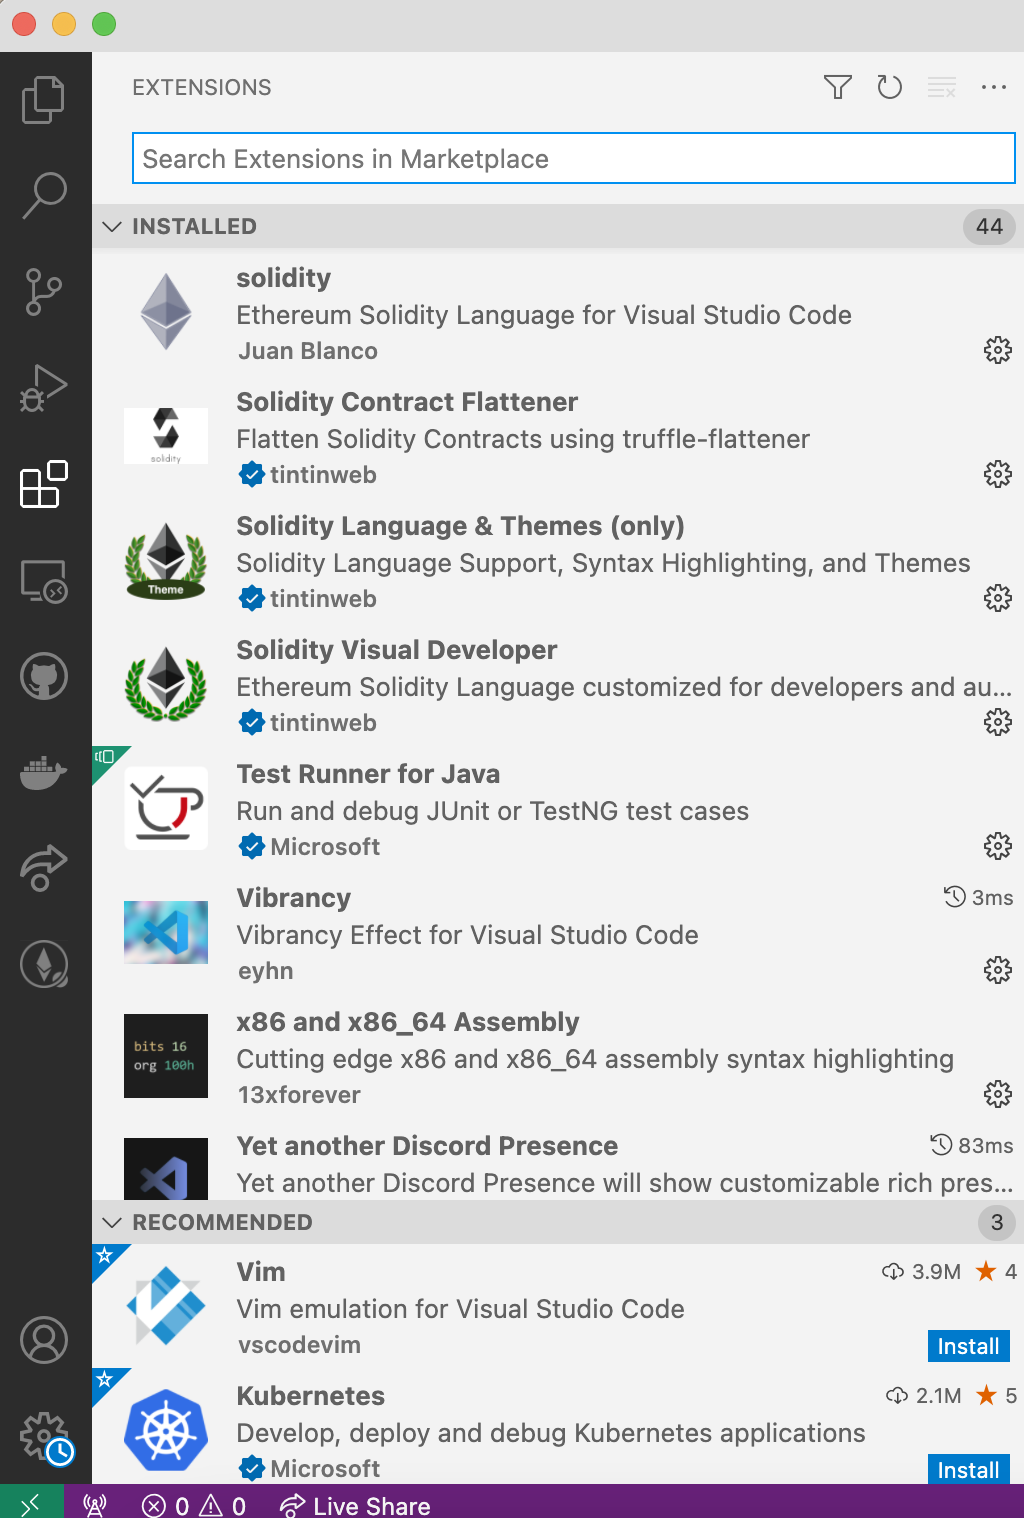 EXTENSIONS
Search Extensions in Marketplace
INSTALLED 44
solidity
Ethereum Solidity Language for Visual Studio Code
Juan Blanco
solidity
Solidity Contract Flattener
Flatten Solidity Contracts using truffle-flattener
tintinweb
Theme
Solidity Language & Themes (only)
Solidity Language Support, Syntax Highlighting, and Themes
tintinweb
Solidity Visual Developer
Ethereum Solidity Language customized for developers and au...
tintinweb
Test Runner for Java
Run and debug JUnit or TestNG test cases
Microsoft
Vibrancy 3ms
Vibrancy Effect for Visual Studio Code
eyhn
bits 16
org 100h
x86 and x86_64 Assembly
Cutting edge x86 and x86_64 assembly syntax highlighting
13xforever
Yet another Discord Presence 83ms
Yet another Discord Presence will show customizable rich pres...
RECOMMENDED 3
Vim 3.9M 4
Vim emulation for Visual Studio Code
vscodevim Install
Kubernetes 2.1M 5
Develop, deploy and debug Kubernetes applications
Microsoft Install
0 0 Live Share